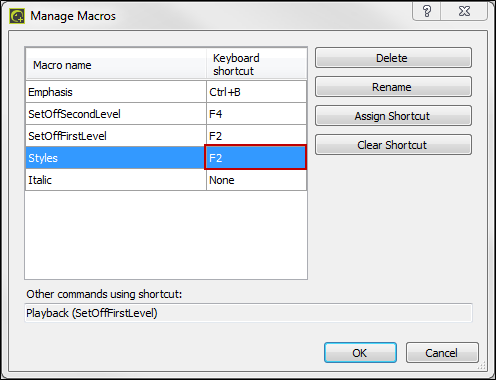 Manage Macros
Macro name Keyboard shortcut
Emphasis Ctrl+B
SetOffSecondLevel F4
SetOffFirstLevel F2
Styles F2
Italic None
Delete
Rename
Assign Shortcut
Clear Shortcut
Other commands using shortcut:
Playback (SetOffFirstLevel)
OK Cancel